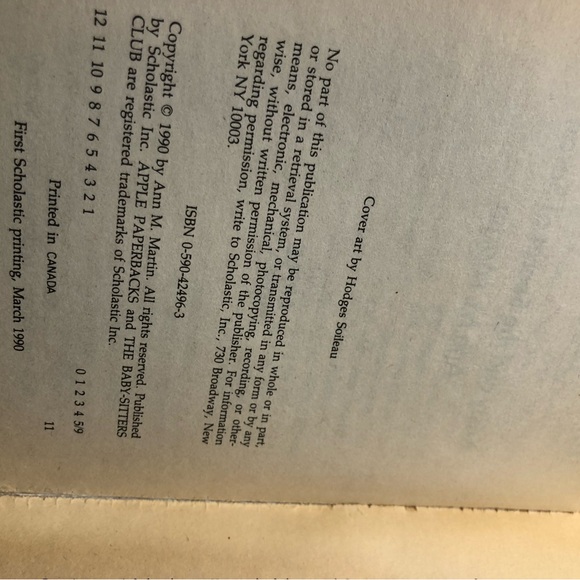 Cover art by Hodges Soileau
No part of this publication may be reproduced in whole or in part,
or stored in a retrieval system, or transmitted in any form or by any
means, electronic, mechanical, photocopying, recording, or other-
wise, without written permission of the publisher. For information
regarding permission, write to Scholastic, Inc., 730 Broadway, New
York NY 10003.
ISBN 0-590-42496-3
Copyright © 1990 by Ann M. Martin. All rights reserved. Published
by Scholastic Inc. APPLE PAPERBACKS and THE BABY-SITTERS
CLUB are registered trademarks of Scholastic Inc.
12 11 10 9 8 7 6 5 4 3 2 1 0 1 2 3 4 5/9
Printed in CANADA 11
First Scholastic printing, March 1990